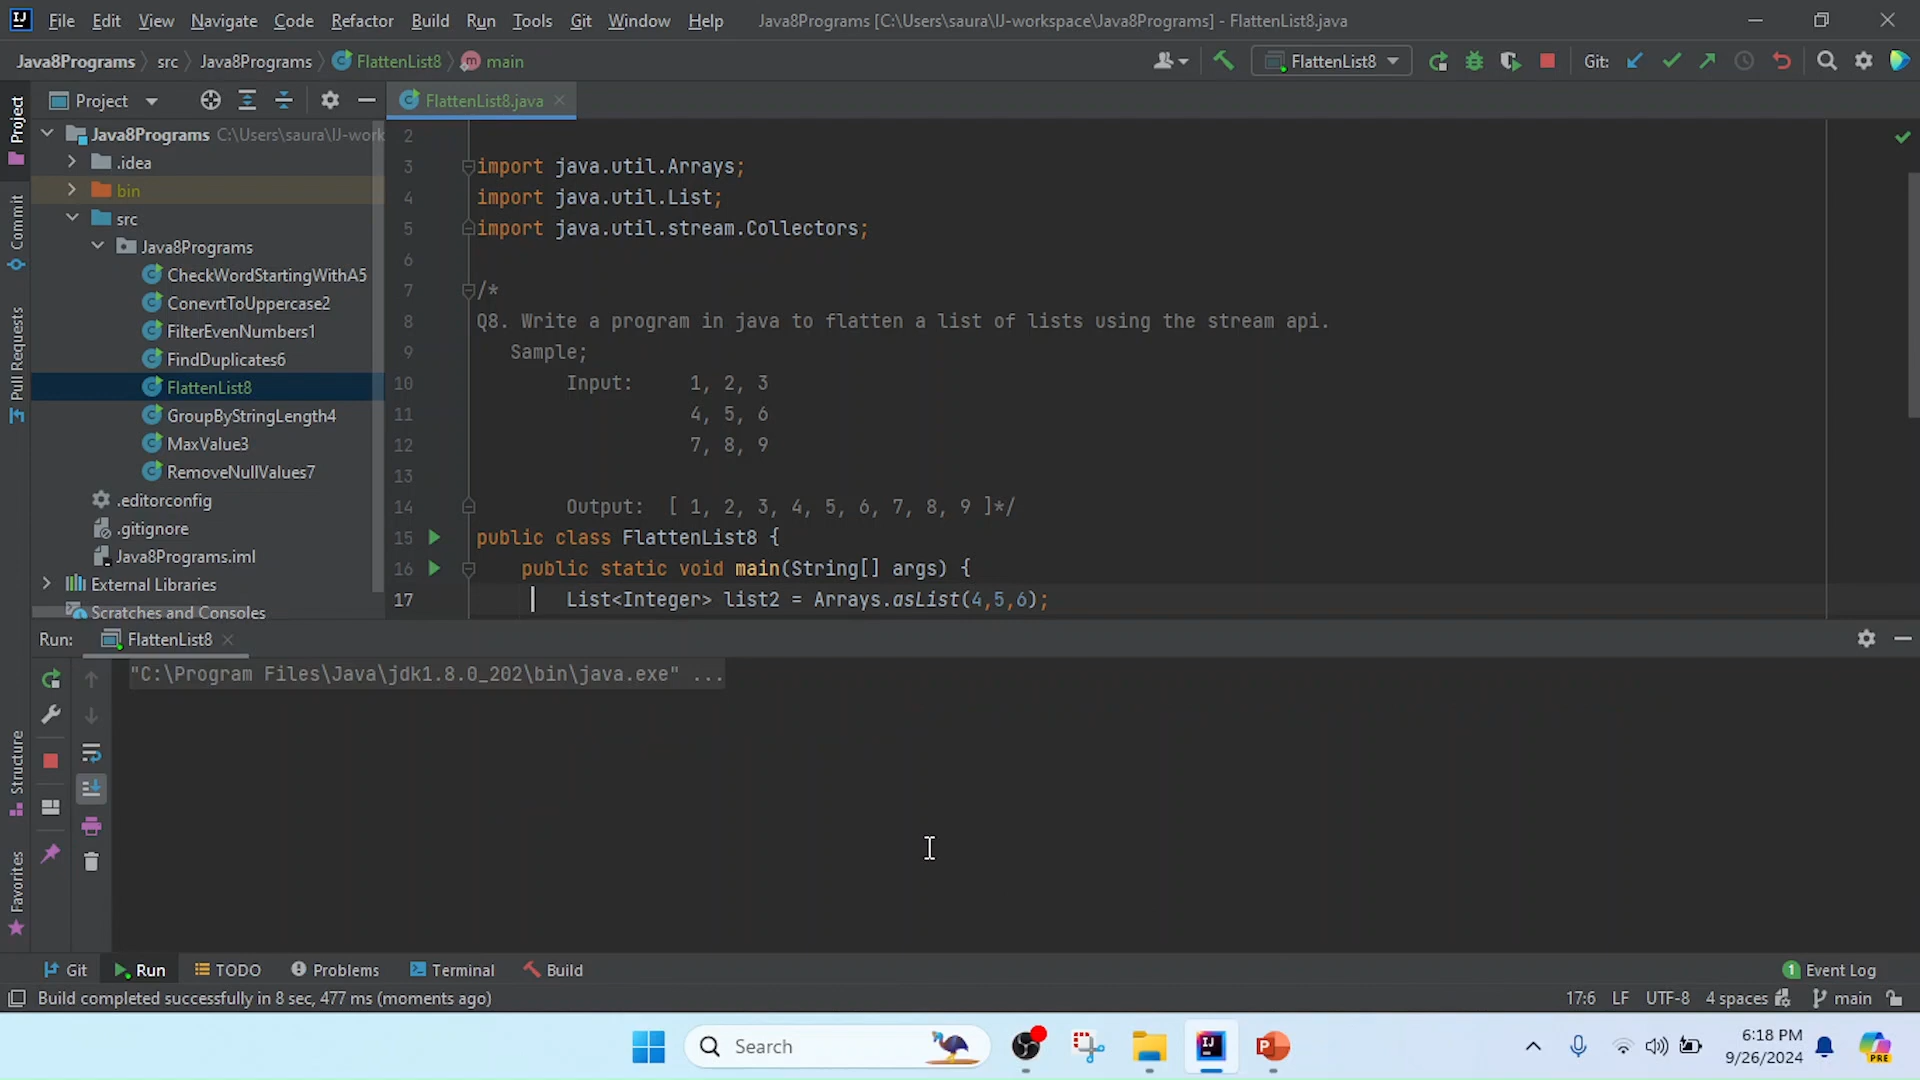 File Edit View Navigate Code Refactor Build Run Tools Git Window Help Java8Programs [C:\Users\saura\IJ-workspace\Java8Programs] - FlattenList8.java
Java8Programs src Java8Programs FlattenList8 main FlattenList8 Git:
Project FlattenList8.java
Java8Programs C:\Users\saura\IJ-work
.idea
bin
src
Java8Programs
CheckWordStartingWithA5
ConevrtToUppercase2
FilterEvenNumbers1
FindDuplicates6
FlattenList8
GroupByStringLength4
MaxValue3
RemoveNullValues7
.editorconfig
.gitignore
Java8Programs.iml
External Libraries
Scratches and Consoles
Project
Commit
Pull Requests
Structure
Favorites
2
3 import java.util.Arrays;
4 import java.util.List;
5 import java.util.stream.Collectors;
6
7 /*
8 Q8. Write a program in java to flatten a list of lists using the stream api.
9 Sample;
10 Input: 1, 2, 3
11 4, 5, 6
12 7, 8, 9
13
14 Output: [ 1, 2, 3, 4, 5, 6, 7, 8, 9 ]*/
15 public class FlattenList8 {
16 public static void main(String[] args) {
17 List<Integer> list2 = Arrays.asList(4,5,6);
Run: FlattenList8
"C:\Program Files\Java\jdk1.8.0_202\bin\java.exe" ...
Git Run TODO Problems Terminal Build 1 Event Log
Build completed successfully in 8 sec, 477 ms (moments ago) 17:6 LF UTF-8 4 spaces main
Search
6:18 PM
9/26/2024
PRE